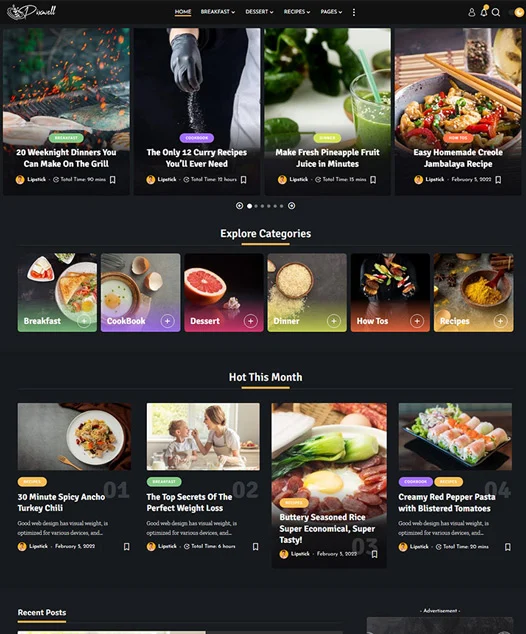 Pixwell
HOME BREAKFAST DESSERT RECIPES PAGES
BREAKFAST
20 Weeknight Dinners You
Can Make On The Grill
Lipstick - Total Time: 90 mins
COOKBOOK
The Only 12 Curry Recipes
You'll Ever Need
Lipstick - Total Time: 12 hours
DINNER
Make Fresh Pineapple Fruit
Juice in Minutes
Lipstick - Total Time: 15 mins
HOW TOS
Easy Homemade Creole
Jambalaya Recipe
Lipstick - February 5, 2022
Explore Categories
Breakfast
CookBook
Dessert
Dinner
How Tos
Recipes
Hot This Month
RECIPES
01
30 Minute Spicy Ancho
Turkey Chili
Good web design has visual weight, is
optimized for various devices, and...
Lipstick - February 5, 2022
BREAKFAST
02
The Top Secrets Of The
Perfect Weight Loss
Good web design has visual weight, is
optimized for various devices, and...
Lipstick - Total Time: 6 hours
RECIPES
Buttery Seasoned Rice
Super Economical, Super
Tasty!
03
Lipstick - February 5, 2022
COOKBOOK RECIPES
04
Creamy Red Pepper Pasta
with Blistered Tomatoes
Good web design has visual weight, is
optimized for various devices, and...
Lipstick - Total Time: 20 mins
Recent Posts
- Advertisement -